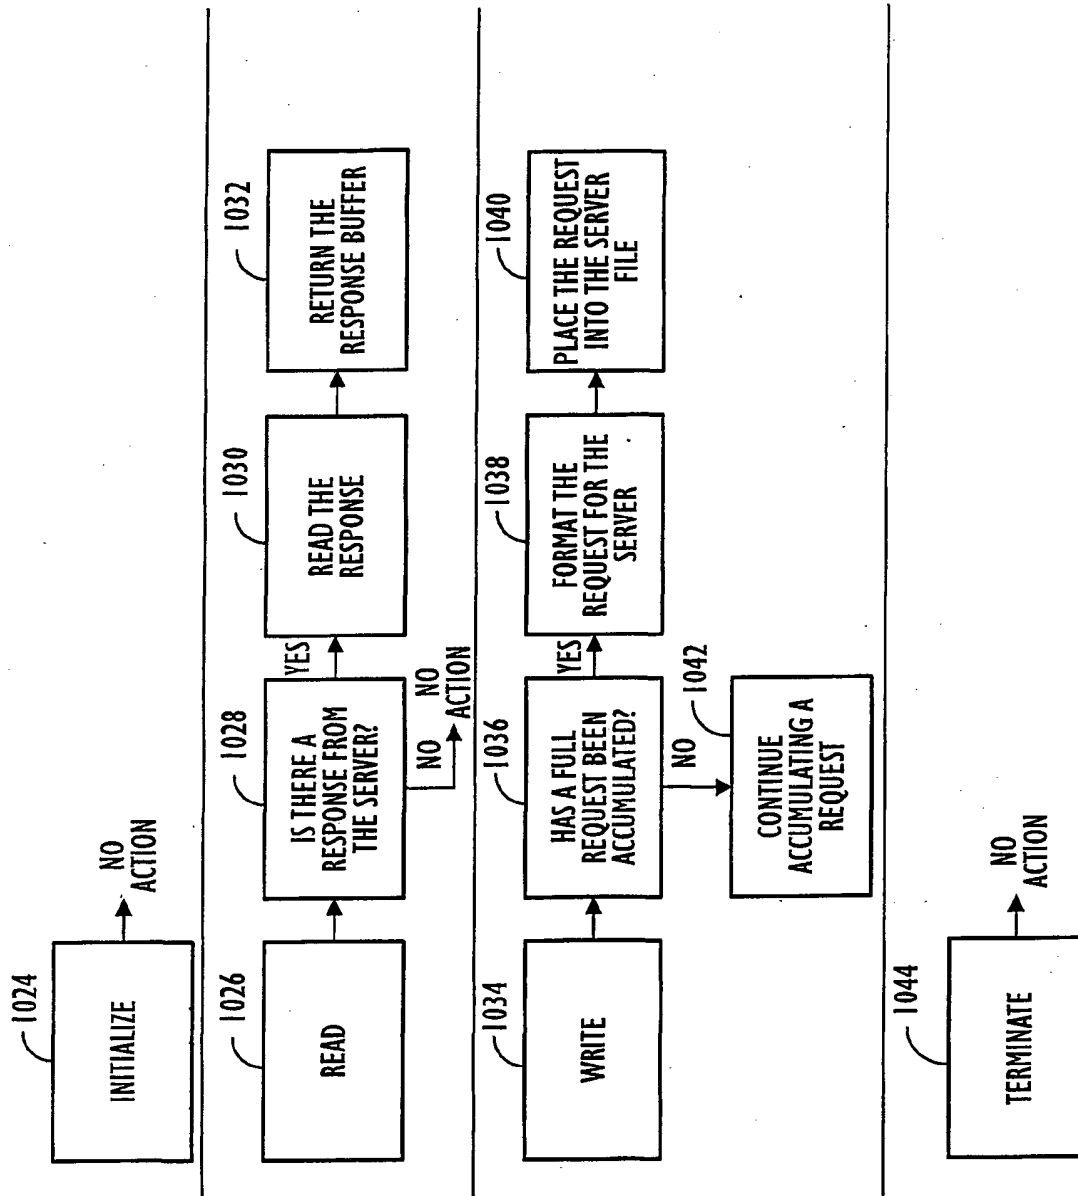 1024
INITIALIZE
NO
ACTION
1026
READ
1028
IS THERE A
RESPONSE FROM
THE SERVER?
YES
NO
NO
ACTION
1030
READ THE
RESPONSE
1032
RETURN THE
RESPONSE BUFFER
1034
WRITE
1036
HAS A FULL
REQUEST BEEN
ACCUMULATED?
YES
NO
1038
FORMAT THE
REQUEST FOR THE
SERVER
1040
PLACE THE REQUEST
INTO THE SERVER
FILE
1042
CONTINUE
ACCUMULATING A
REQUEST
1044
TERMINATE
NO
ACTION